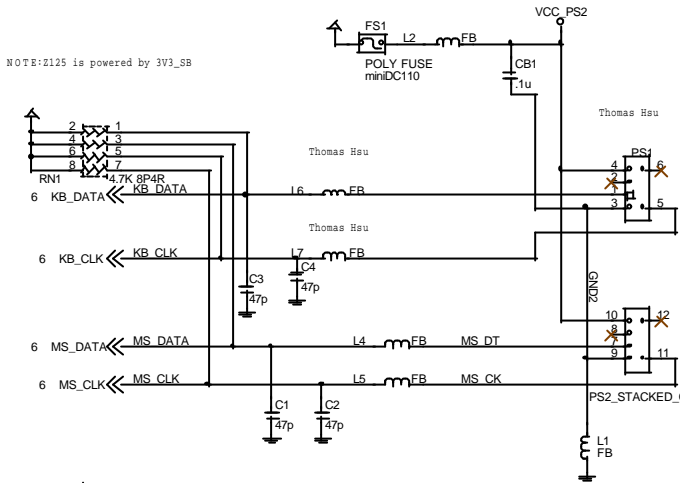 VCC_PS2
FS1
L2 FB
POLY FUSE
miniDC110
CB1
.1u
NOTE:Z125 is powered by 3V3_SB
Thomas Hsu
PS1
2 1
4 3
6 5
8 7
RN1 4.7K 8P4R
Thomas Hsu
4 6
2
1
3 5
6 KB_DATA KB_DATA L6 FB
Thomas Hsu
6 KB_CLK KB_CLK L7 FB
C3
47p
C4
47p
GND2
10 12
8
7
9 11
6 MS_DATA MS_DATA L4 FB MS_DT
6 MS_CLK MS_CLK L5 FB MS_CK
PS2_STACKED_
C1
47p
C2
47p
L1
FB